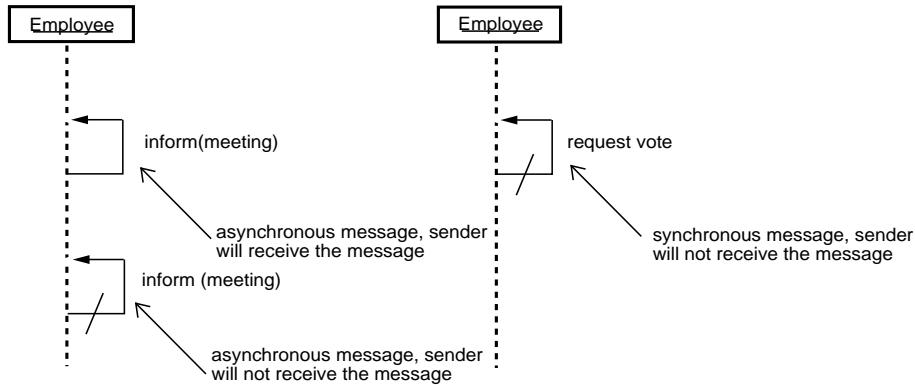 Employee
Employee
inform(meeting)
request vote
asynchronous message, sender
will receive the message
synchronous message, sender
will not receive the message
inform (meeting)
asynchronous message, sender
will not receive the message